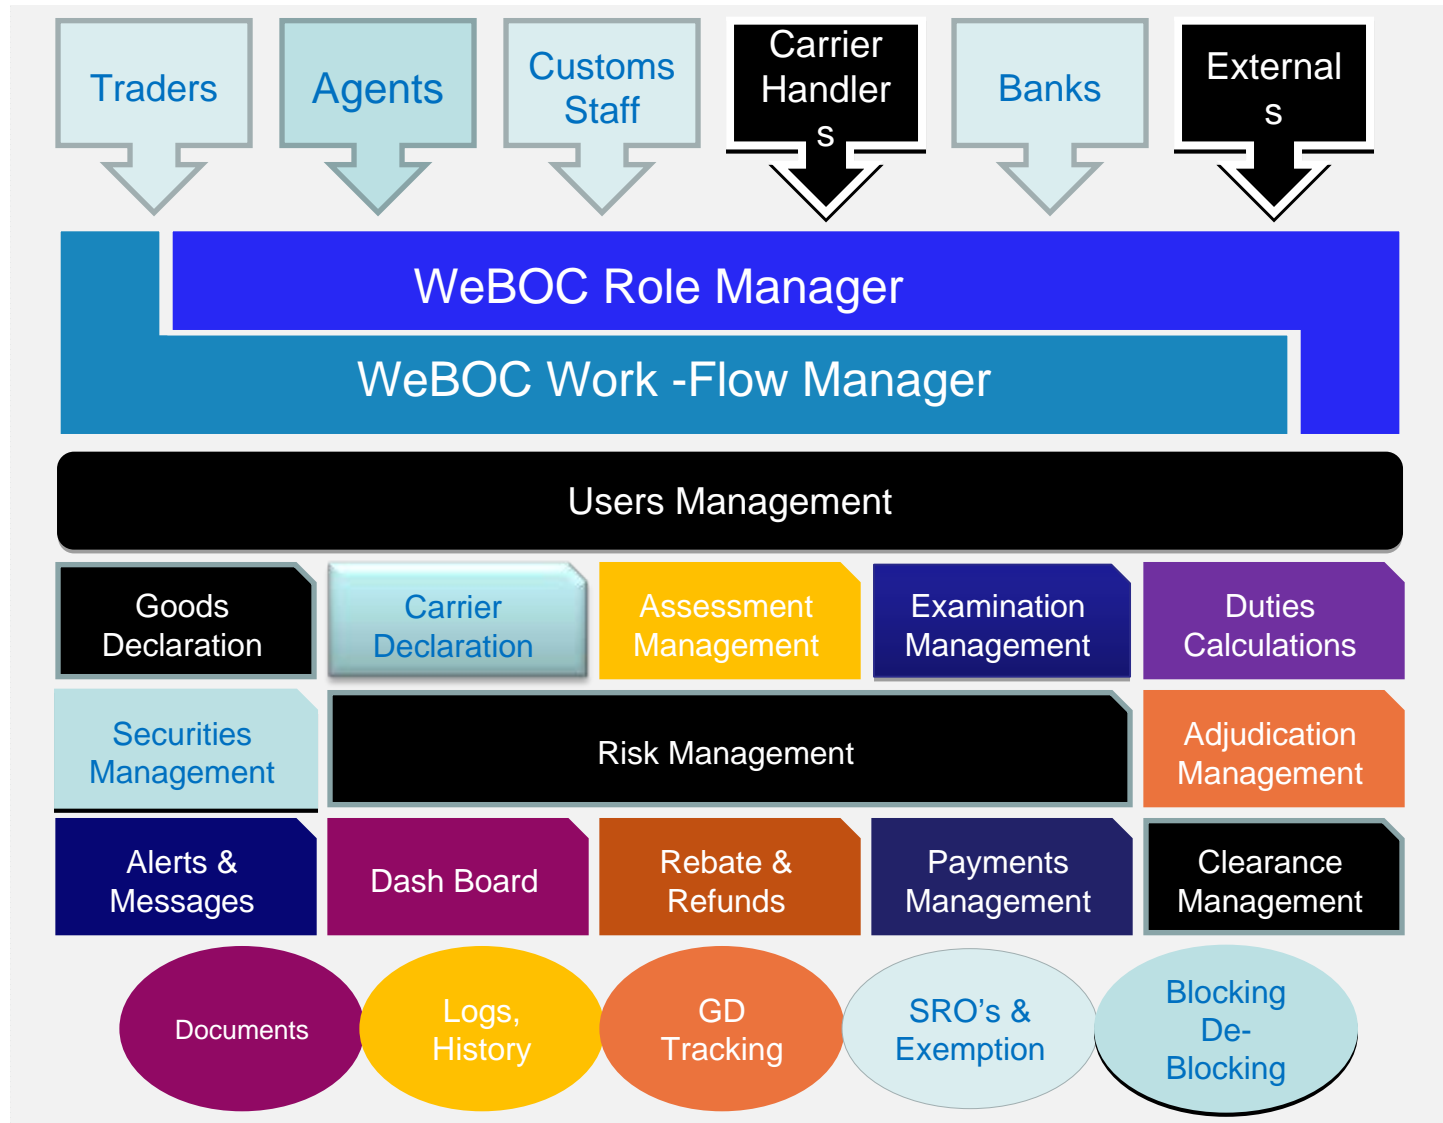 Traders
Agents
Customs
Staff
Carrier
Handler
s
Banks
External
s
WeBOC Role Manager
WeBOC Work -Flow Manager
Users Management
Goods
Declaration
Carrier
Declaration
Assessment
Management
Examination
Management
Duties
Calculations
Securities
Management
Risk Management
Adjudication
Management
Alerts &
Messages
Dash Board
Rebate &
Refunds
Payments
Management
Clearance
Management
Documents
Logs,
History
GD
Tracking
SRO’s &
Exemption
Blocking
De-
Blocking